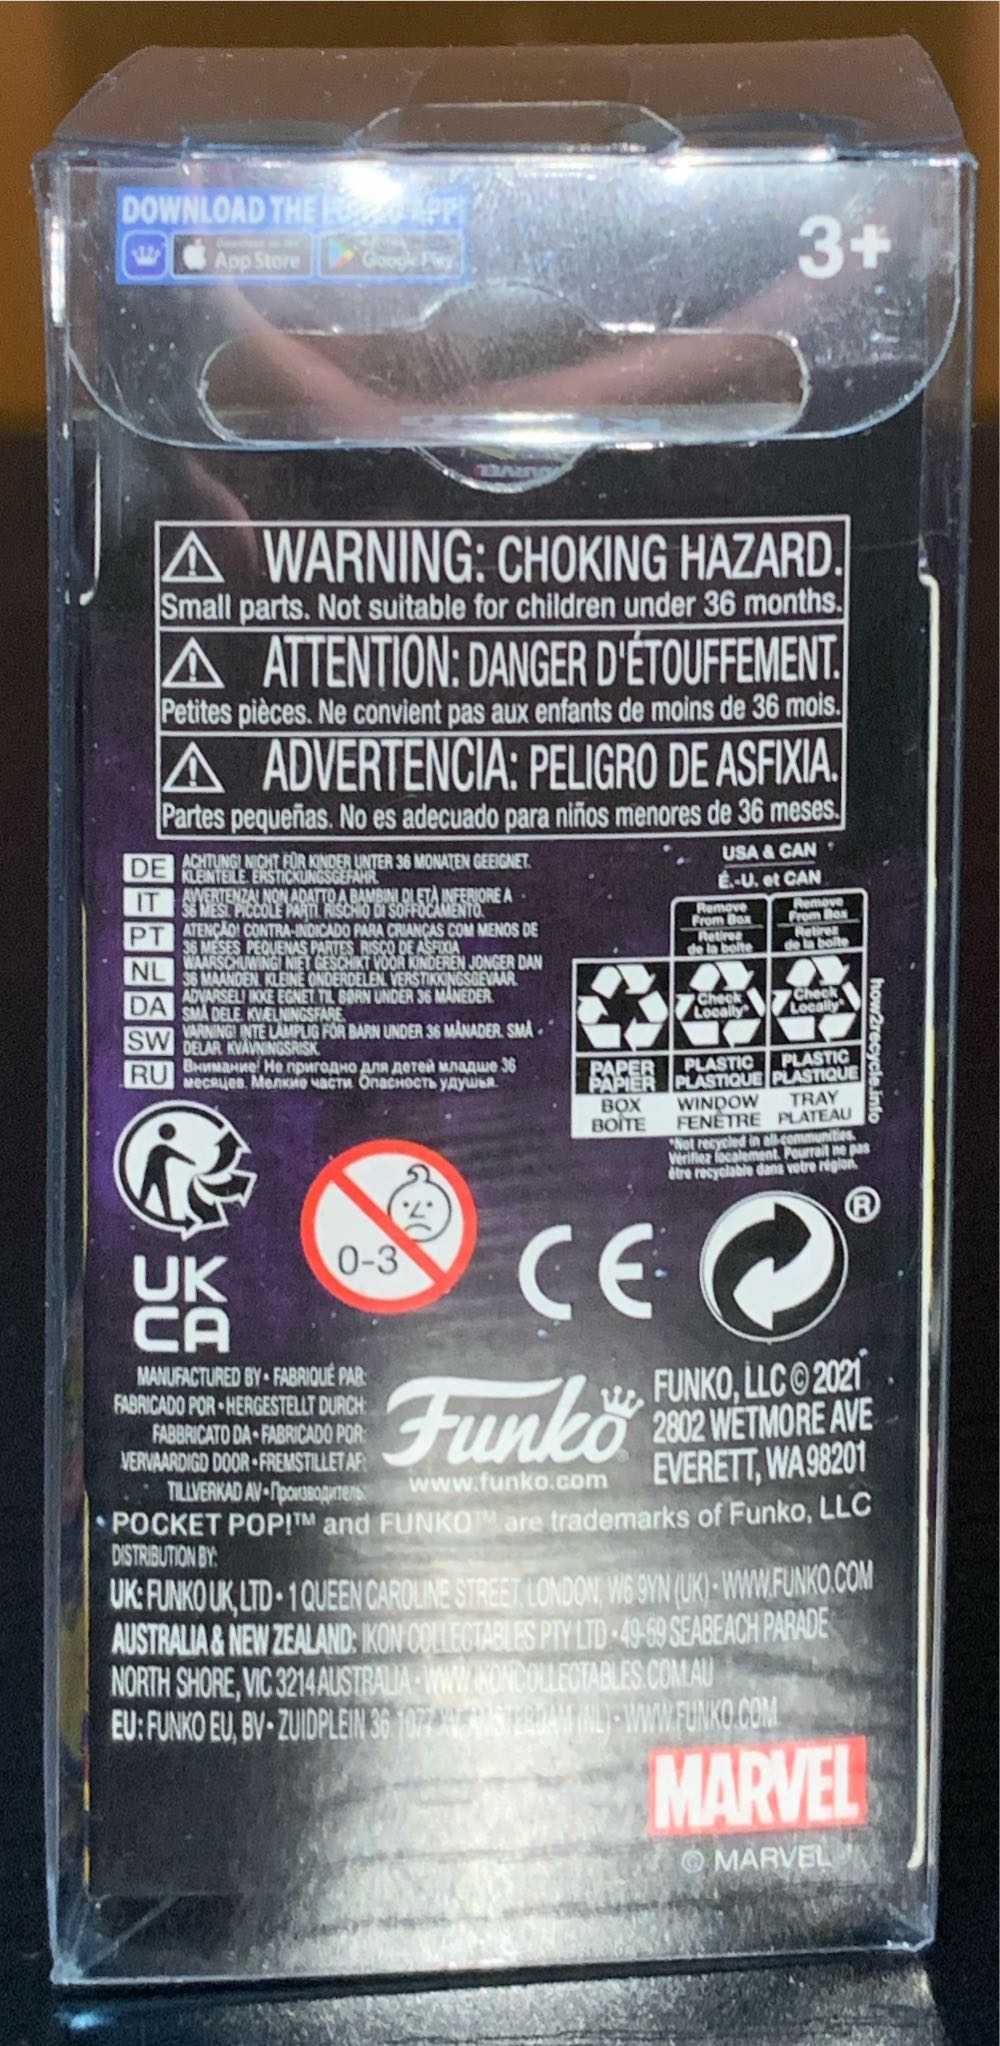 DOWNLOAD THE FUNKO APP
App Store
Google Play
3+
WARNING: CHOKING HAZARD.
Small parts. Not suitable for children under 36 months.
ATTENTION: DANGER D'ÉTOUFFEMENT.
Petites pièces. Ne convient pas aux enfants de moins de 36 mois.
ADVERTENCIA: PELIGRO DE ASFIXIA.
Partes pequeñas. No es adecuado para niños menores de 36 meses.
DE ACHTUNG! NICHT FÜR KINDER UNTER 36 MONATEN GEEIGNET.
KLEINTEILE. ERSTICKUNGSGEFAHR.
IT AVVERTENZA! NON ADATTO A BAMBINI DI ETÀ INFERIORE A
36 MESI. PICCOLE PARTI. RISCHIO DI SOFFOCAMENTO.
PT ATENÇÃO! CONTRA-INDICADO PARA CRIANÇAS COM MENOS DE
36 MESES. PEQUENAS PARTES. RISCO DE ASFIXIA
NL WAARSCHUWING! NIET GESCHIKT VOOR KINDEREN JONGER DAN
36 MAANDEN. KLEINE ONDERDELEN. VERSTIKKINGSGEVAAR.
DA ADVARSEL! IKKE EGNET TIL BØRN UNDER 36 MÅNEDER.
SMÅ DELE. KVÆLNINGSFARE.
SW VARNING! INTE LÄMPLIG FÖR BARN UNDER 36 MÅNADER. SMÅ
DELAR. KVÄVNINGSRISK.
RU Внимание! Не пригодно для детей младше 36
месяцев. Мелкие части. Опасность удушья.
USA & CAN
É.-U. et CAN
Remove
From Box
Retirez
de la boîte
Check
Locally*
Remove
From Box
Retirez
de la boîte
Check
Locally*
PAPER
PAPIER
BOX
BOÎTE
PLASTIC
PLASTIQUE
WINDOW
FENÊTRE
PLASTIC
PLASTIQUE
TRAY
PLATEAU
how2recycle.info
*Not recycled in all communities.
Vérifiez localement. Pourrait ne pas
être recyclable dans votre région.
UK
CA
0-3
CE
®
MANUFACTURED BY • FABRIQUÉ PAR:
FABRICADO POR • HERGESTELLT DURCH:
FABBRICATO DA • FABRICADO POR:
VERVAARDIGD DOOR • FREMSTILLET AF:
TILLVERKAD AV • Производитель:
Funko
www.funko.com
FUNKO, LLC © 2021
2802 WETMORE AVE
EVERETT, WA 98201
POCKET POP!™ and FUNKO™ are trademarks of Funko, LLC
DISTRIBUTION BY:
UK: FUNKO UK, LTD • 1 QUEEN CAROLINE STREET, LONDON, W6 9YN (UK) • WWW.FUNKO.COM
AUSTRALIA & NEW ZEALAND: IKON COLLECTABLES PTY LTD • 49-59 SEABEACH PARADE
NORTH SHORE, VIC 3214 AUSTRALIA • WWW.IKONCOLLECTABLES.COM.AU
EU: FUNKO EU, BV • ZUIDPLEIN 36 1077 XV, AMSTERDAM (NL) • WWW.FUNKO.COM
MARVEL
© MARVEL